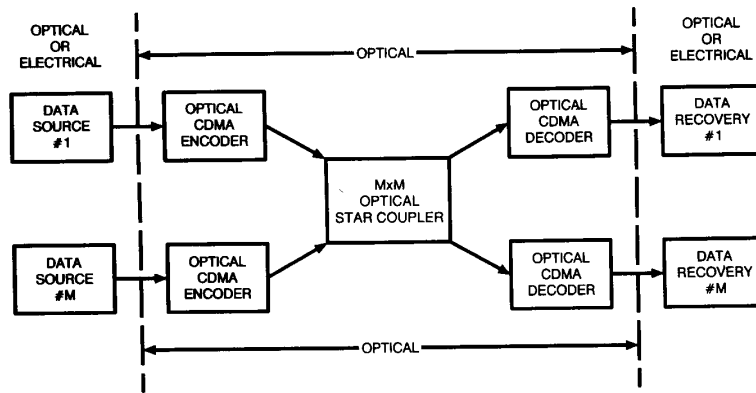 OPTICAL
OR
ELECTRICAL
OPTICAL
OPTICAL
OR
ELECTRICAL
DATA
SOURCE
#1
OPTICAL
CDMA
ENCODER
OPTICAL
CDMA
DECODER
DATA
RECOVERY
#1
MxM
OPTICAL
STAR COUPLER
DATA
SOURCE
#M
OPTICAL
CDMA
ENCODER
OPTICAL
CDMA
DECODER
DATA
RECOVERY
#M
OPTICAL